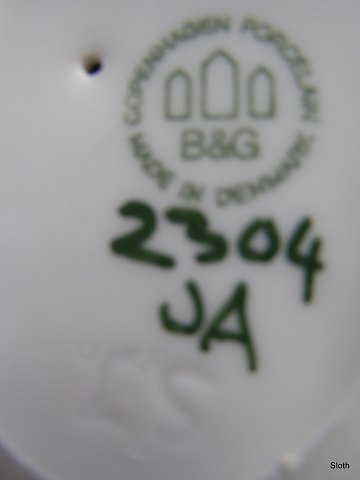 COPENHAGEN PORCELAIN
B&G
MADE IN DENMARK
2304
JA
Sloth